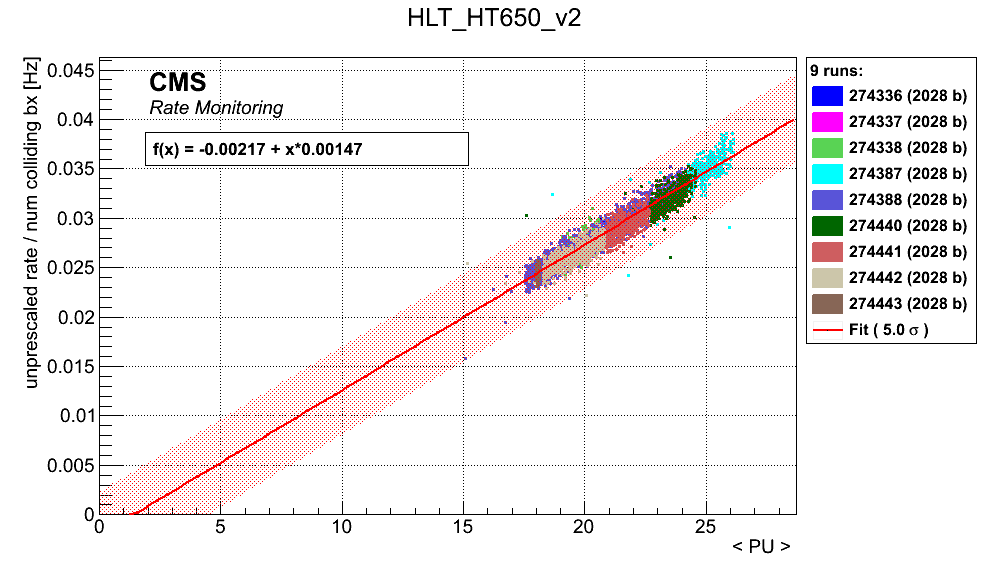 HLT_HT650_v2
unprescaled rate / num colliding bx [Hz]
0.045
0.04
0.035
0.03
0.025
0.02
0.015
0.01
0.005
0
CMS
Rate Monitoring
f(x) = -0.00217 + x*0.00147
0 5 10 15 20 25
< PU >
9 runs:
274336 (2028 b)
274337 (2028 b)
274338 (2028 b)
274387 (2028 b)
274388 (2028 b)
274440 (2028 b)
274441 (2028 b)
274442 (2028 b)
274443 (2028 b)
Fit ( 5.0 σ )